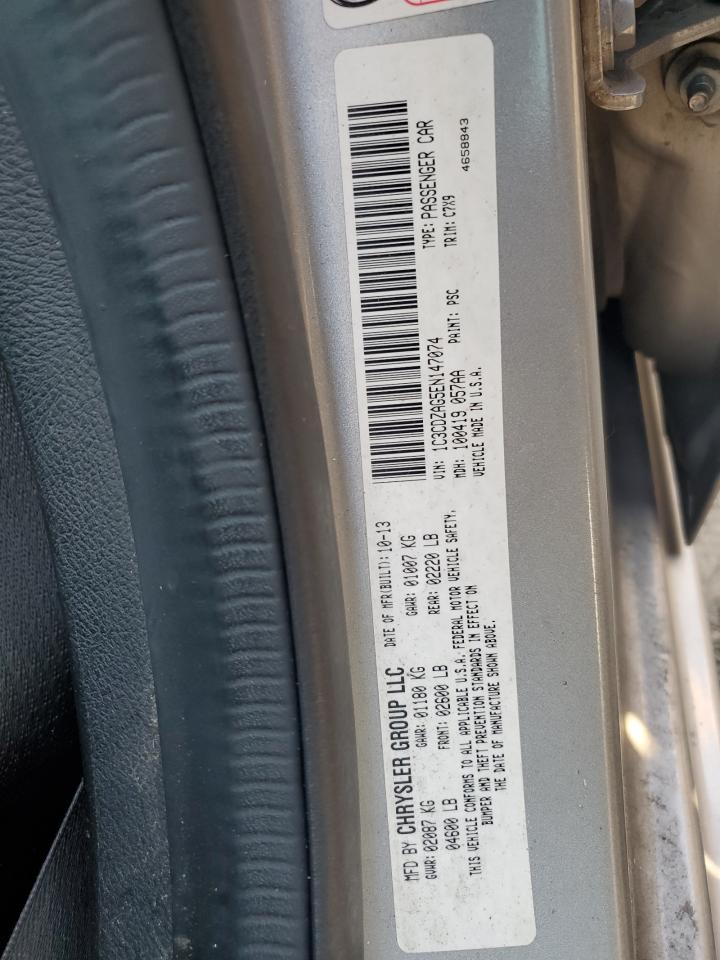 MFD BY CHRYSLER GROUP LLC DATE OF MFR(BUILT): 10-13
GVWR: 02087 KG GAWR: 01180 KG GAWR: 01007 KG
04600 LB FRONT: 02600 LB REAR: 02220 LB
THIS VEHICLE CONFORMS TO ALL APPLICABLE U.S.A. FEDERAL MOTOR VEHICLE SAFETY,
BUMPER AND THEFT PREVENTION STANDARDS IN EFFECT ON
THE DATE OF MANUFACTURE SHOWN ABOVE.
VIN: 1C3CDZAG5EN147074 TYPE: PASSENGER CAR
MDH: 100419 057AA PAINT: PSC TRIM: C7X9
VEHICLE MADE IN U.S.A. 4658843